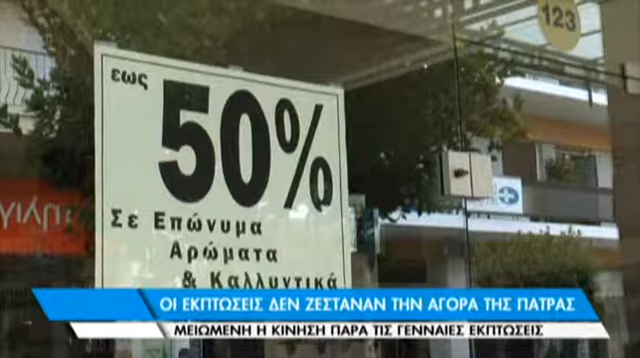 123
εως
50%
Σε Επώνυμα
Αρώματα
& Καλλυντικά
ΟΙ ΕΚΠΤΩΣΕΙΣ ΔΕΝ ΖΕΣΤΑΝΑΝ ΤΗΝ ΑΓΟΡΑ ΤΗΣ ΠΑΤΡΑΣ
ΜΕΙΩΜΕΝΗ Η ΚΙΝΗΣΗ ΠΑΡΑ ΤΙΣ ΓΕΝΝΑΙΕΣ ΕΚΠΤΩΣΕΙΣ